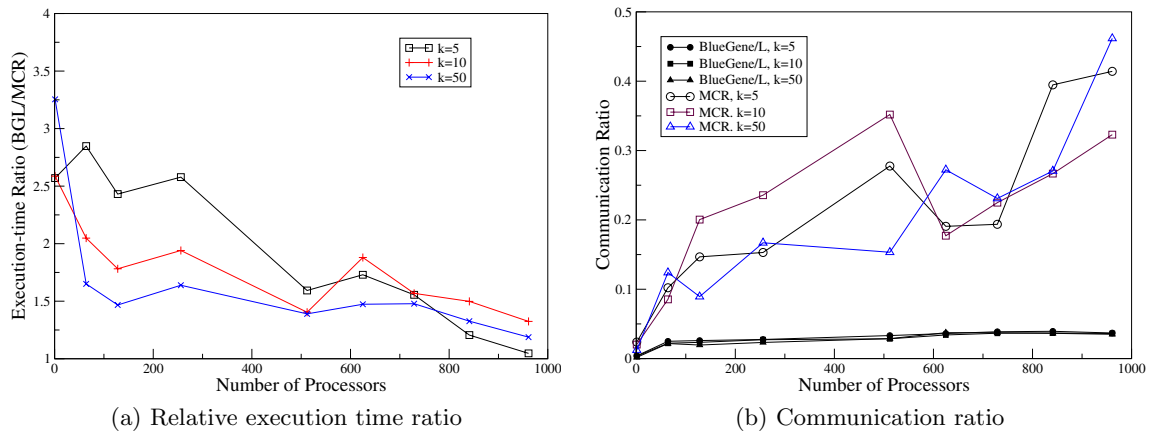 4
3.5
3
2.5
2
1.5
1
Execution-time Ratio (BGL/MCR)
k=5
k=10
k=50
0 200 400 600 800 1000
Number of Processors
(a) Relative execution time ratio
0.5
0.4
0.3
0.2
0.1
0
Communication Ratio
BlueGene/L, k=5
BlueGene/L, k=10
BlueGene/L, k=50
MCR, k=5
MCR. k=10
MCR. k=50
0 200 400 600 800 1000
Number of Processors
(b) Communication ratio